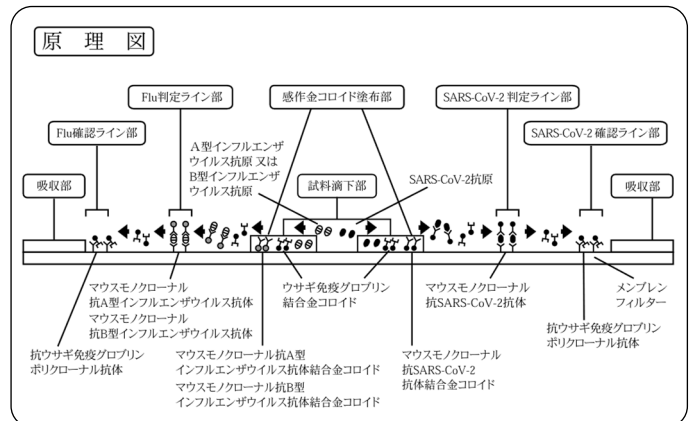 原理図
Flu判定ライン部
感作金コロイド塗布部
SARS-CoV-2 判定ライン部
Flu確認ライン部
SARS-CoV-2 確認ライン部
A型インフルエンザ
ウイルス抗原 又は
B型インフルエンザ
ウイルス抗原
吸収部
試料滴下部
SARS-CoV-2抗原
吸収部
マウスモノクローナル
抗A型インフルエンザウイルス抗体
マウスモノクローナル
抗B型インフルエンザウイルス抗体
ウサギ免疫グロブリン
結合金コロイド
マウスモノクローナル
抗SARS-CoV-2抗体
メンブレン
フィルター
抗ウサギ免疫グロブリン
ポリクローナル抗体
マウスモノクローナル抗A型
インフルエンザウイルス抗体結合金コロイド
マウスモノクローナル抗B型
インフルエンザウイルス抗体結合金コロイド
マウスモノクローナル
抗SARS-CoV-2
抗体結合金コロイド
抗ウサギ免疫グロブリン
ポリクローナル抗体